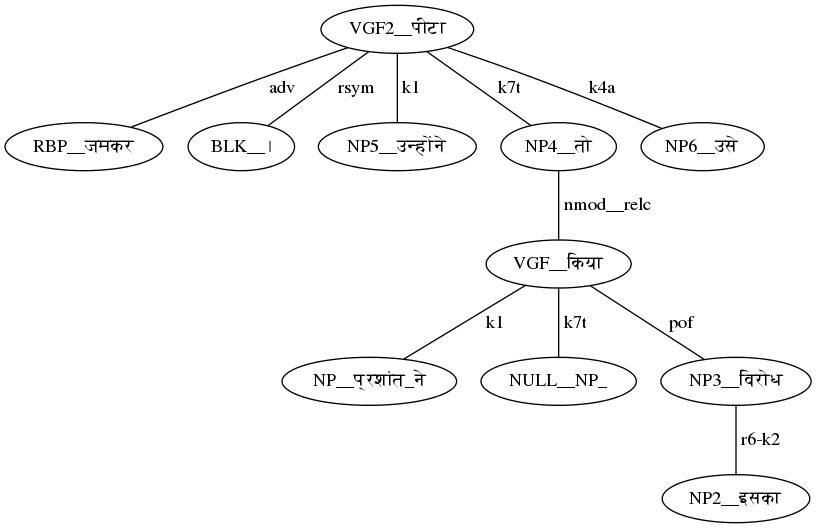 VGF2__पीटा
adv rsym k1 k7t k4a
RBP__जमकर BLK__। NP5__उन्होंने NP4__तो NP6__उसे
nmod__relc
VGF__किया
k1 k7t pof
NP__प्रशांत_ने NULL__NP_ NP3__विरोध
r6-k2
NP2__इसका